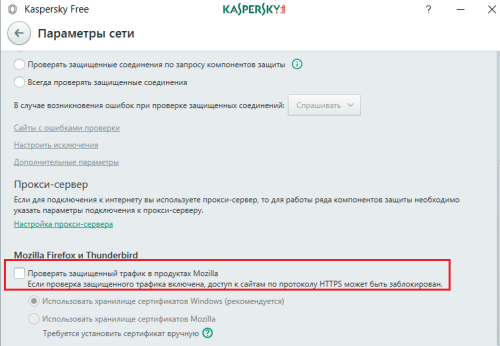 Kaspersky Free
KASPERSKY
Параметры сети
Проверять защищенные соединения по запросу компонентов защиты
Всегда проверять защищенные соединения
В случае возникновения ошибок при проверке защищенных соединений: Спрашивать
Сайты с ошибками проверки
Настроить исключения
Дополнительные параметры
Прокси-сервер
Если для подключения к интернету вы используете прокси-сервер, то для работы ряда компонентов защиты необходимо
указать параметры подключения к прокси-серверу.
Настройка прокси-сервера
Mozilla Firefox и Thunderbird
Проверять защищенный трафик в продуктах Mozilla
Если проверка защищенного трафика включена, доступ к сайтам по протоколу HTTPS может быть заблокирован.
Использовать хранилище сертификатов Windows (рекомендуется)
Использовать хранилище сертификатов Mozilla
Требуется установить сертификат вручную ?